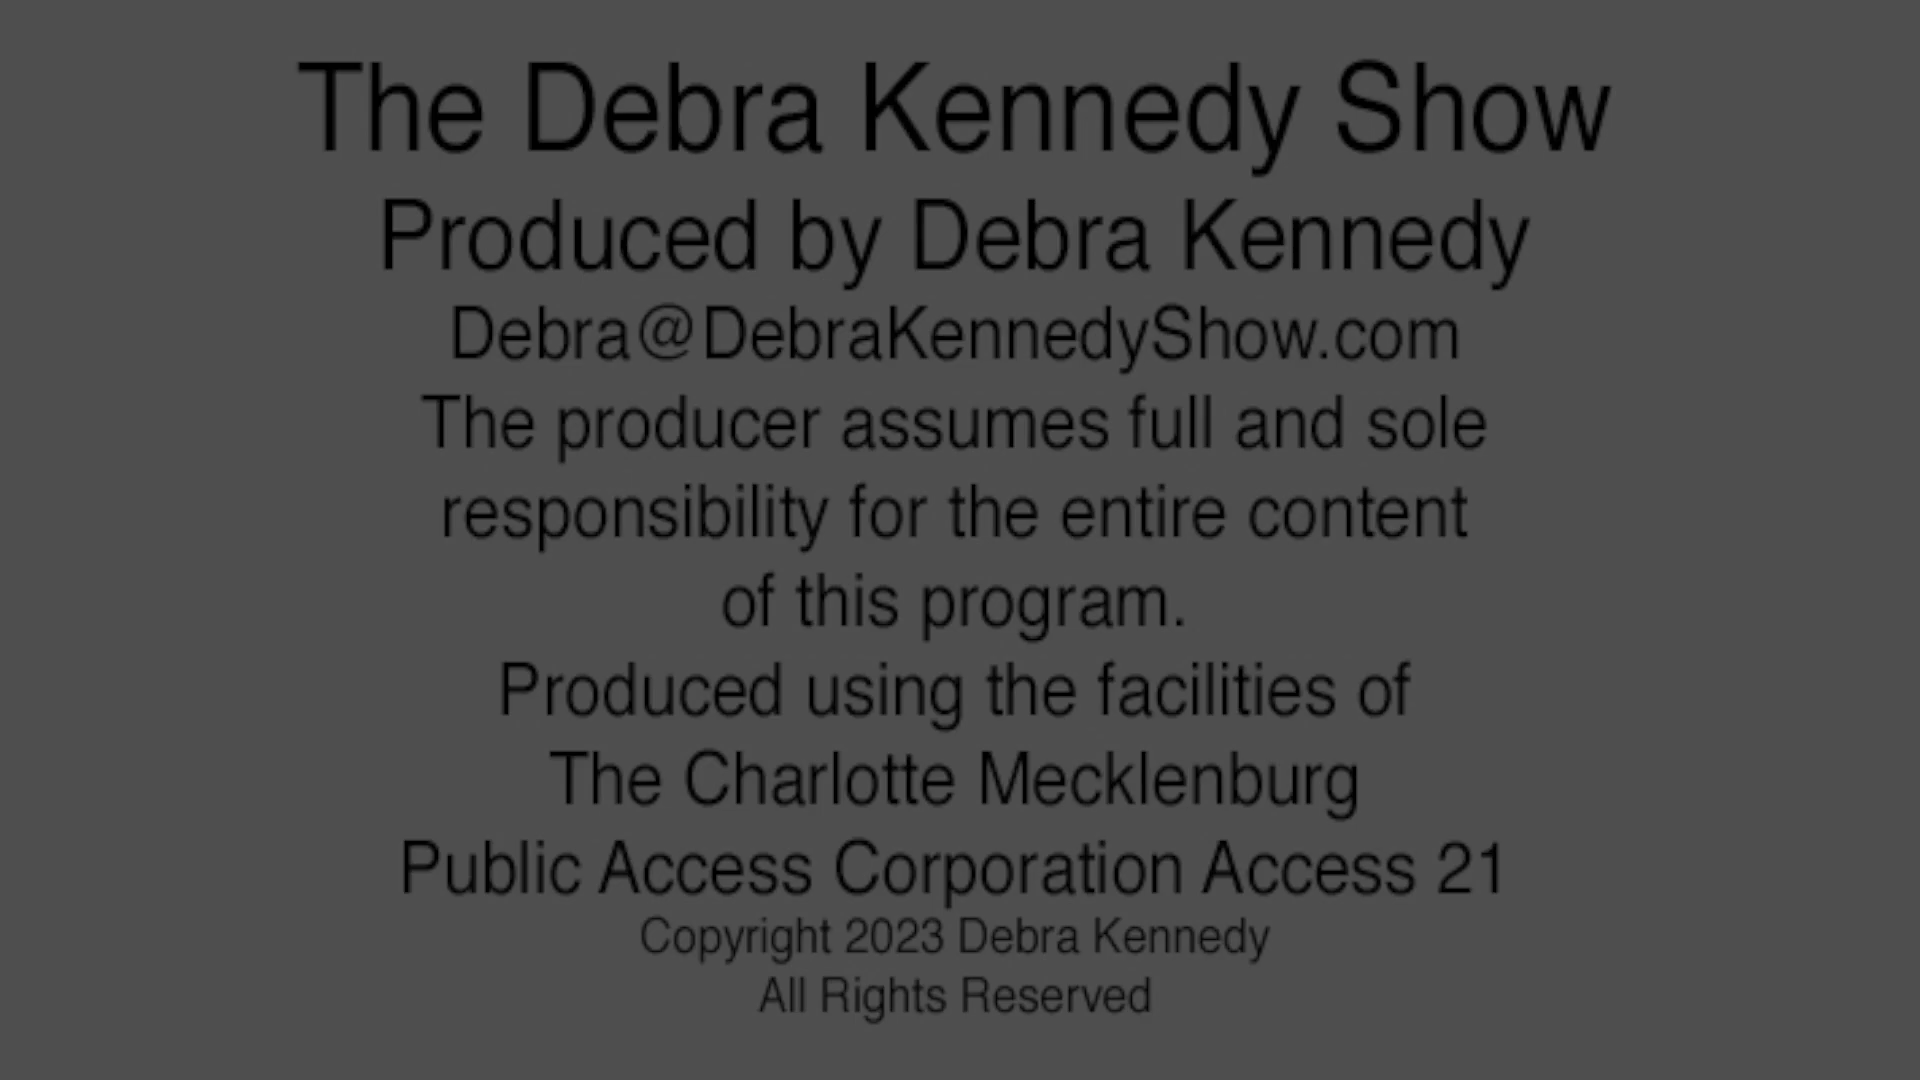 The Debra Kennedy Show
Produced by Debra Kennedy
Debra@DebraKennedyShow.com
The producer assumes full and sole
responsibility for the entire content
of this program.
Produced using the facilities of
The Charlotte Mecklenburg
Public Access Corporation Access 21
Copyright 2023 Debra Kennedy
All Rights Reserved